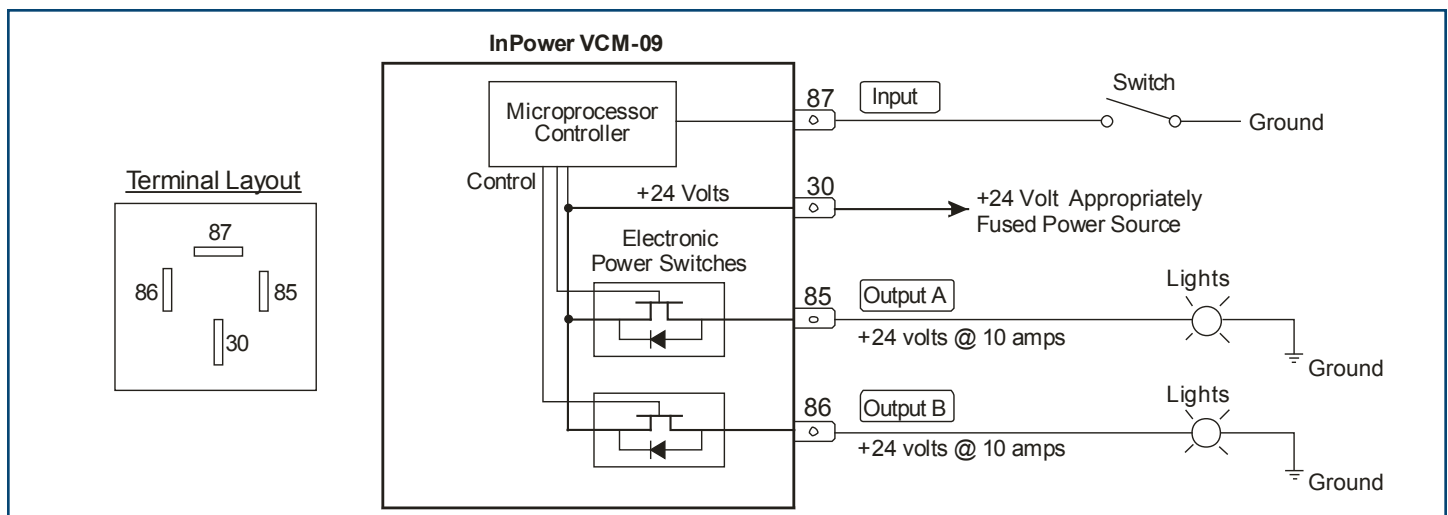 InPower VCM-09
Microprocessor
Controller
Control
+24 Volts
Electronic
Power Switches
Terminal Layout
87
86
85
30
87
Input
Switch
Ground
30
+24 Volt Appropriately
Fused Power Source
85
Output A
+24 volts @ 10 amps
Lights
Ground
86
Output B
+24 volts @ 10 amps
Lights
Ground